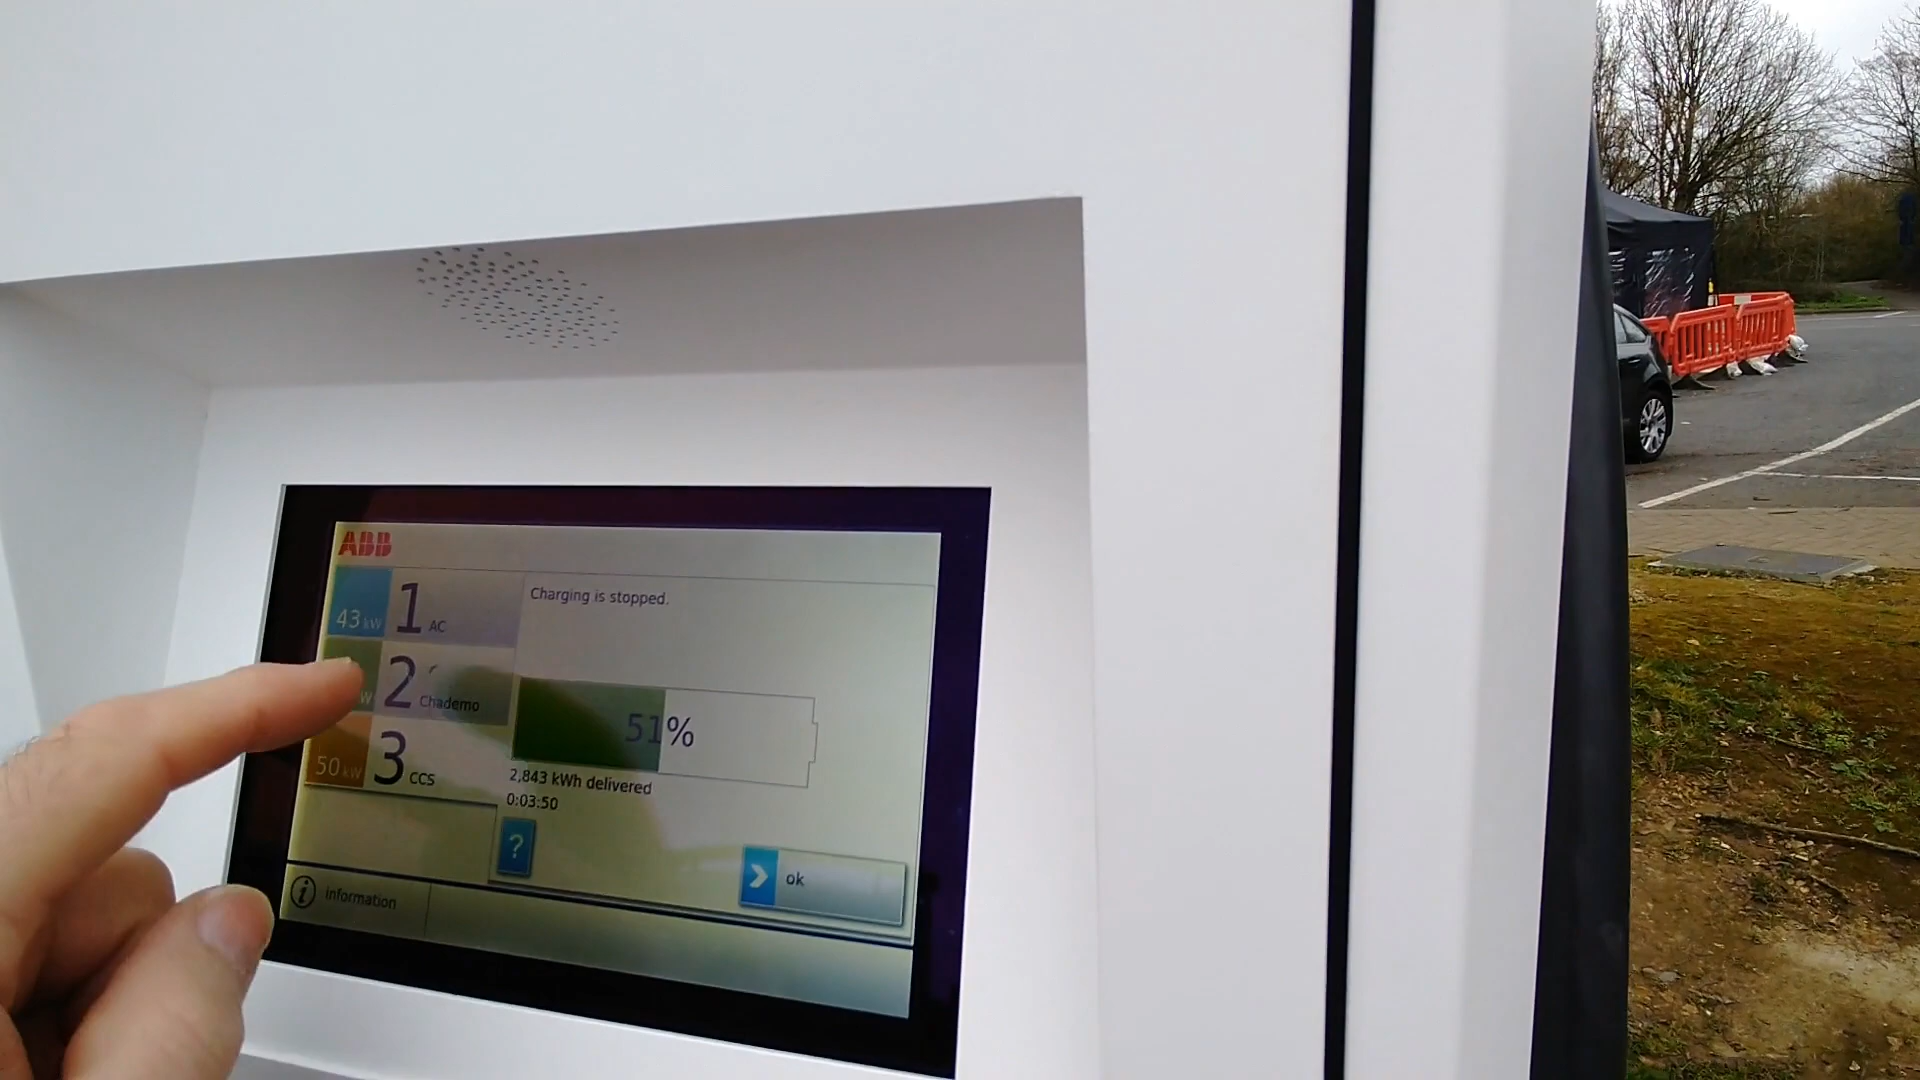 ABB
43 kW
1 AC
Charging is stopped.
W
2 Chademo
51%
50 kW
3 CCS
2,843 kWh delivered
0:03:50
?
ok
i information